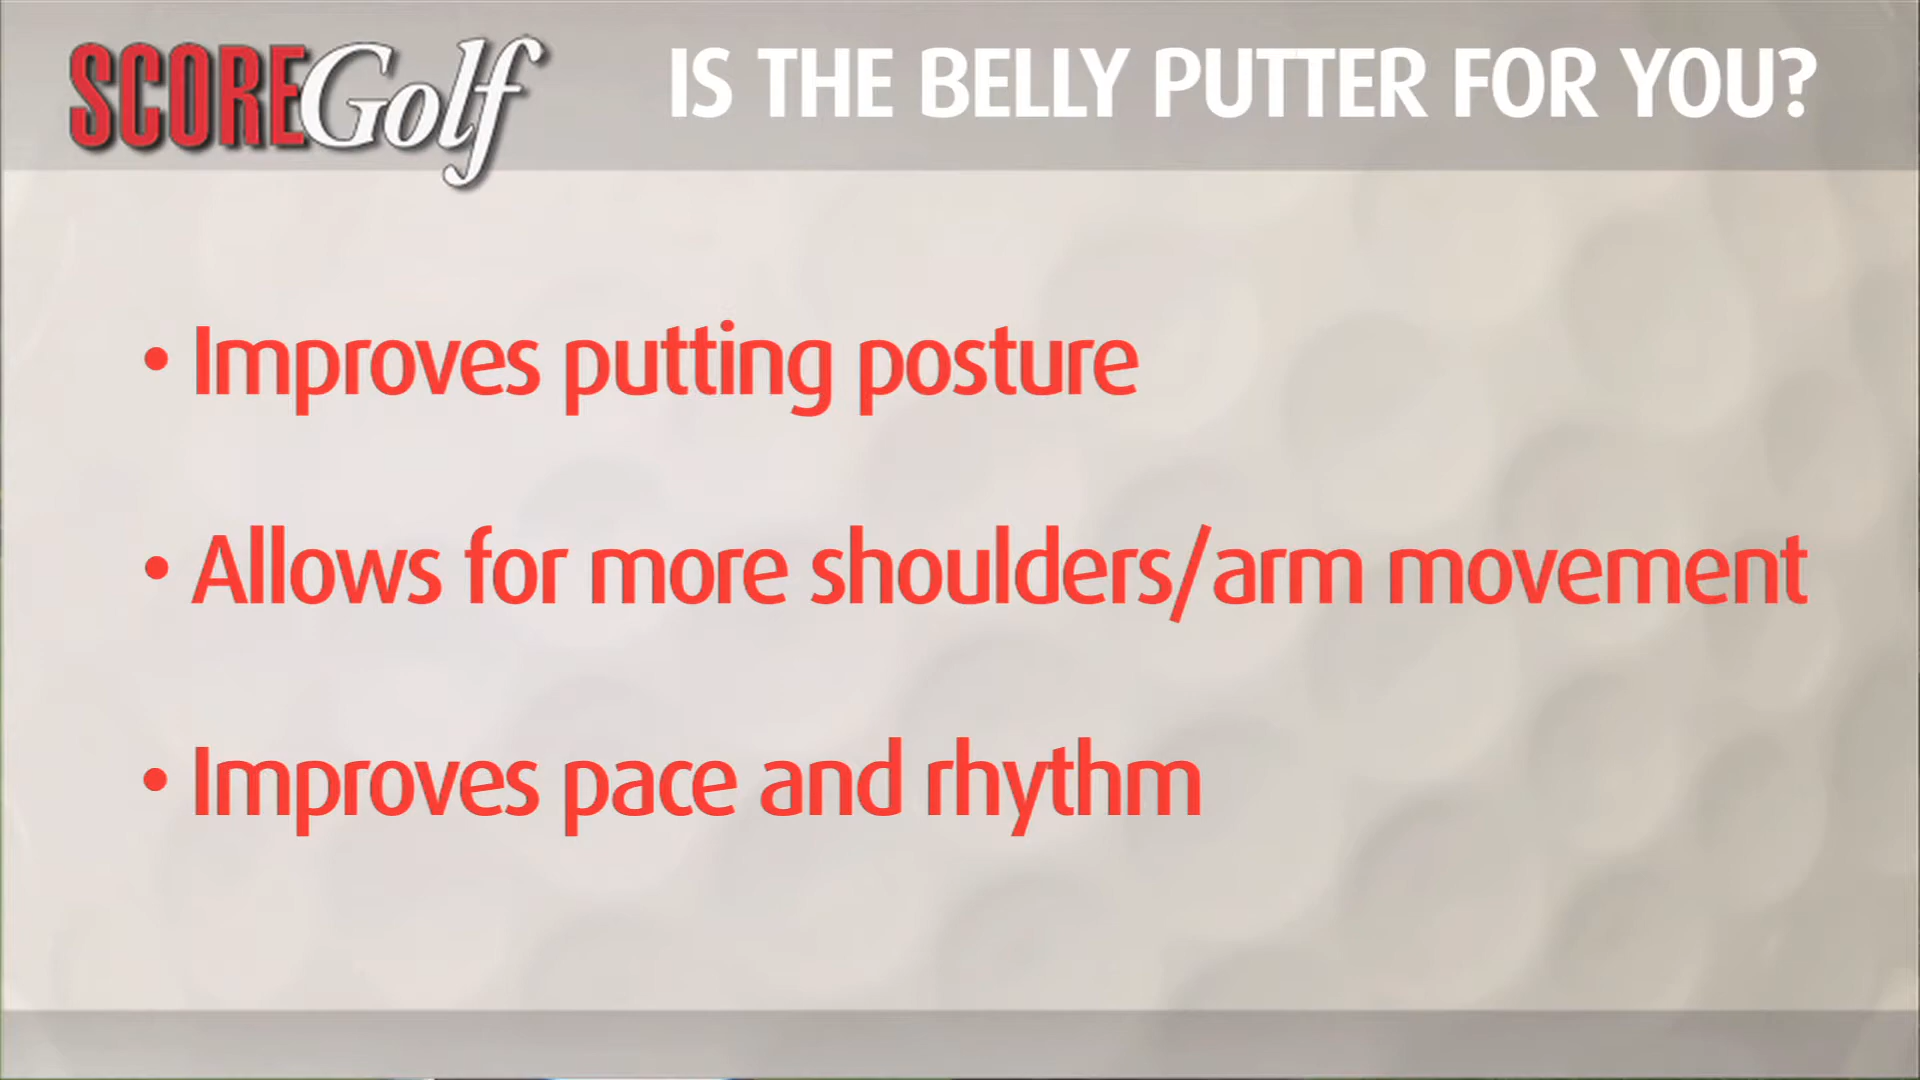 SCOREGolf
IS THE BELLY PUTTER FOR YOU?
• Improves putting posture
• Allows for more shoulders/arm movement
• Improves pace and rhythm